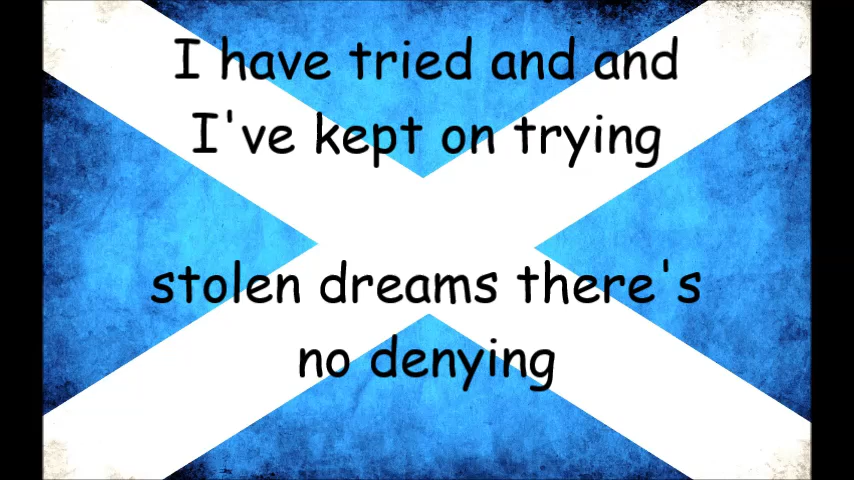 I have tried and and
I've kept on trying
stolen dreams there's
no denying